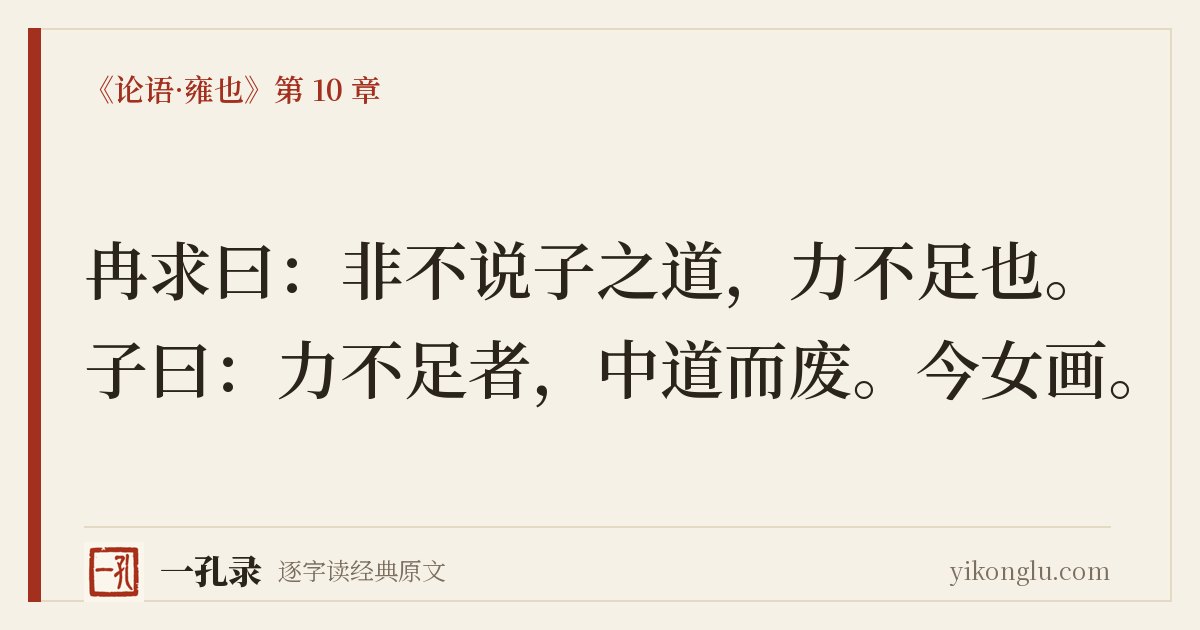 《论语·雍也》第 10 章
冉求曰：非不说子之道，力不足也。
子曰：力不足者，中道而废。今女画。
一孔
一孔录 逐字读经典原文 yikonglu.com